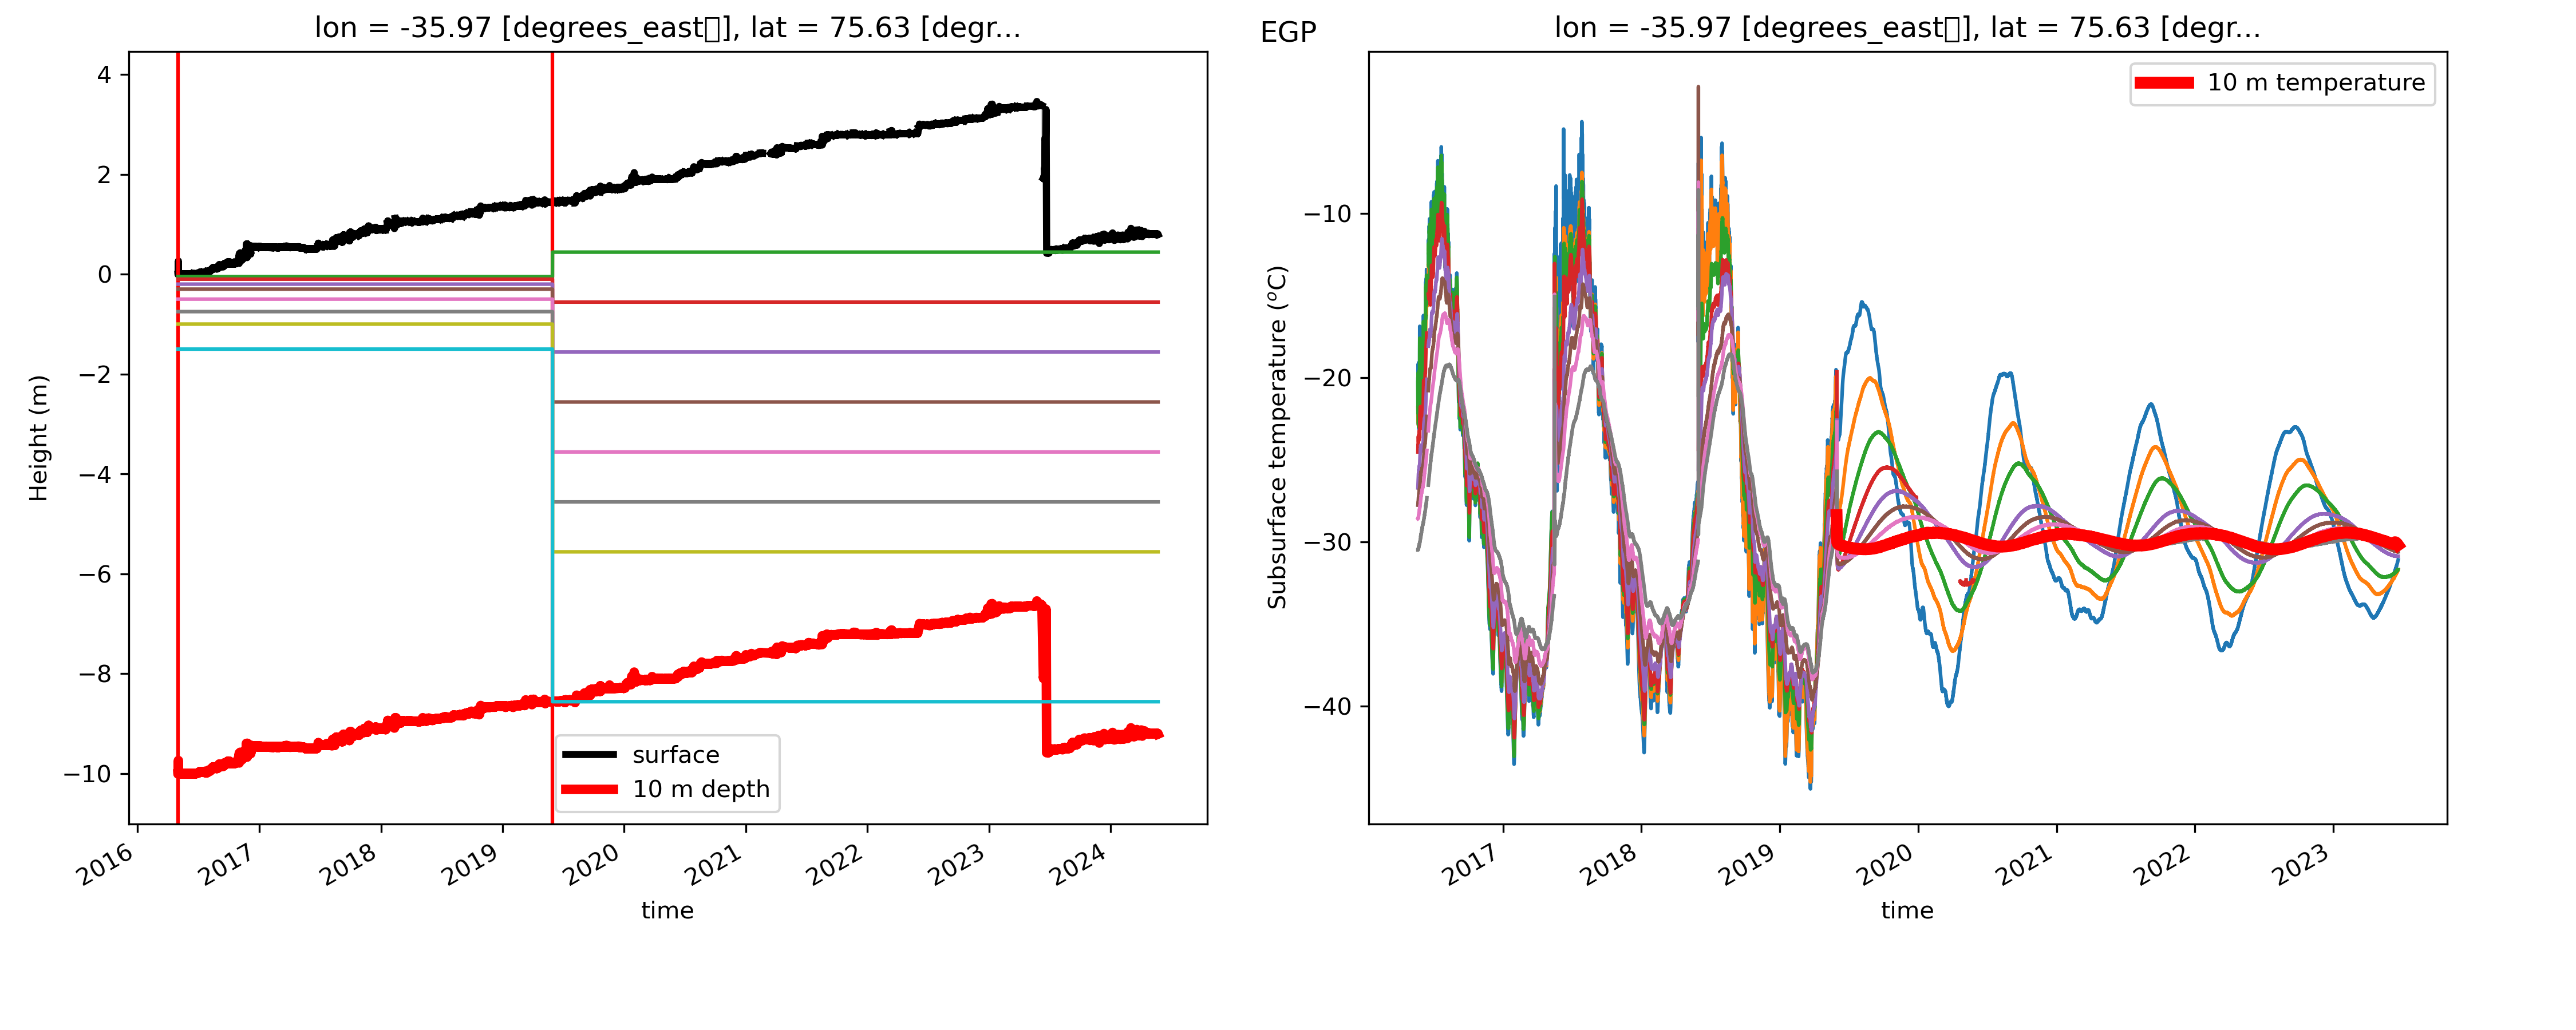 EGP
lon = -35.97 [degrees_east▯], lat = 75.63 [degr...
Height (m)
4
2
0
−2
−4
−6
−8
−10
surface
10 m depth
2016 2017 2018 2019 2020 2021 2022 2023 2024
time
lon = -35.97 [degrees_east▯], lat = 75.63 [degr...
10 m temperature
Subsurface temperature (°C)
−10
−20
−30
−40
2017 2018 2019 2020 2021 2022 2023
time